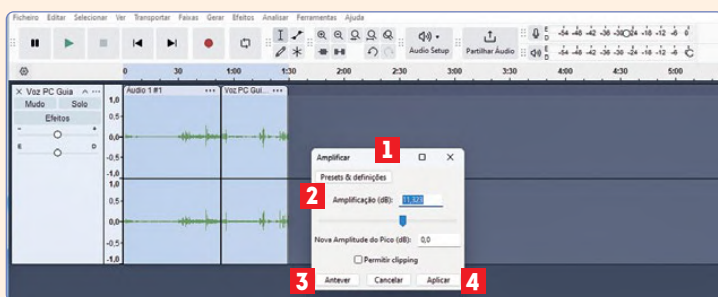 Ficheiro Editar Selecionar Ver Transportar Faixas Gerar Efeitos Analisar Ferramentas Ajuda
Audio Setup Partilhar Áudio
E D -54 -48 -42 -36 -30 -24 -18 -12 -6 0
E D -54 -48 -42 -36 -30 -24 -18 -12 -6
0 30 1:00 1:30 2:00 2:30 3:00 3:30 4:00 4:30 5:00
× Voz PC Guia
Audio 1 #1 ··· Voz PC Gui... ···
Mudo Solo
Efeitos
- +
E D
1,0
0,5
0,0
-0,5
-1,0
1,0
0,5
0,0
-0,5
-1,0
Amplificar 1
Presets & definições
2 Amplificação (dB): 11,323
Nova Amplitude do Pico (dB): 0,0
Permitir clipping
3 Antever Cancelar Aplicar 4